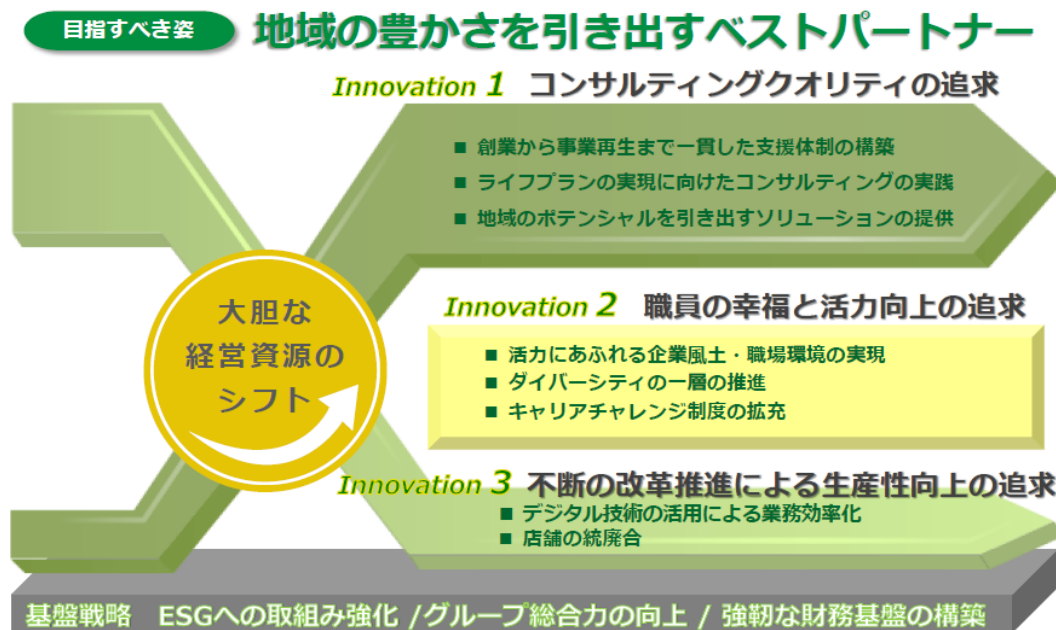 目指すべき姿 地域の豊かさを引き出すベストパートナー
Innovation 1 コンサルティングクオリティの追求
■ 創業から事業再生まで一貫した支援体制の構築
■ ライフプランの実現に向けたコンサルティングの実践
■ 地域のポテンシャルを引き出すソリューションの提供
大胆な
経営資源の
シフト
Innovation 2 職員の幸福と活力向上の追求
■ 活力にあふれる企業風土・職場環境の実現
■ ダイバーシティの一層の推進
■ キャリアチャレンジ制度の拡充
Innovation 3 不断の改革推進による生産性向上の追求
■ デジタル技術の活用による業務効率化
■ 店舗の統廃合
基盤戦略 ESGへの取組み強化 /グループ総合力の向上 / 強靭な財務基盤の構築